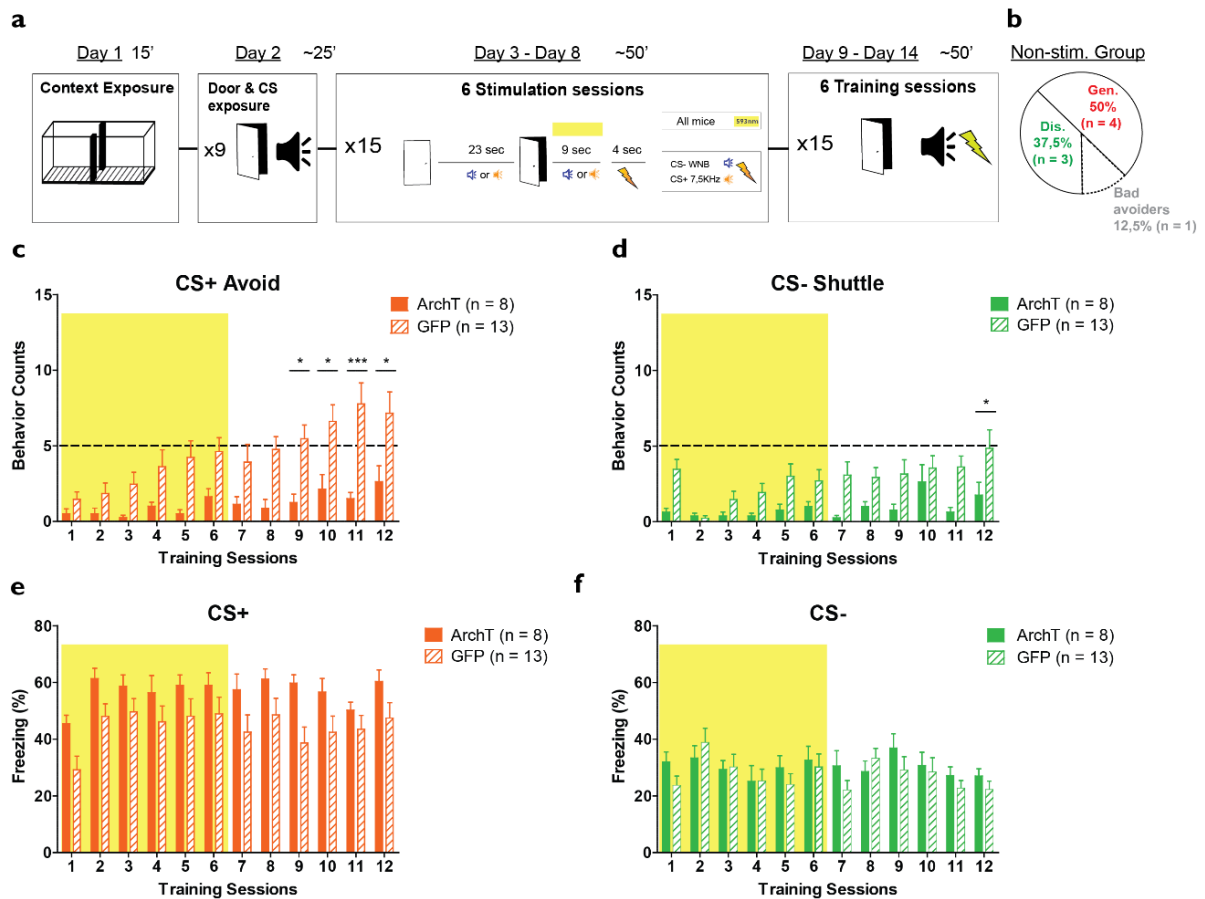 a
Day 1 15’
Day 2 ~25’
Day 3 - Day 8 ~50’
Day 9 - Day 14 ~50’
Context Exposure
Door & CS
exposure
x9
6 Stimulation sessions
x15
23 sec
9 sec
4 sec
or
or
All mice 593nm
CS- WNB
CS+ 7,5KHz
6 Training sessions
x15
b
Non-stim. Group
Gen.
50%
(n = 4)
Dis.
37,5%
(n = 3)
Bad
avoiders
12,5% (n = 1)
c
CS+ Avoid
ArchT (n = 8)
GFP (n = 13)
Behavior Counts
15
10
5
0
* * *** *
1 2 3 4 5 6 7 8 9 10 11 12
Training Sessions
d
CS- Shuttle
ArchT (n = 8)
GFP (n = 13)
Behavior Counts
15
10
5
0
*
1 2 3 4 5 6 7 8 9 10 11 12
Training Sessions
e
CS+
ArchT (n = 8)
GFP (n = 13)
Freezing (%)
80
60
40
20
0
1 2 3 4 5 6 7 8 9 10 11 12
Training Sessions
f
CS-
ArchT (n = 8)
GFP (n = 13)
Freezing (%)
80
60
40
20
0
1 2 3 4 5 6 7 8 9 10 11 12
Training Sessions